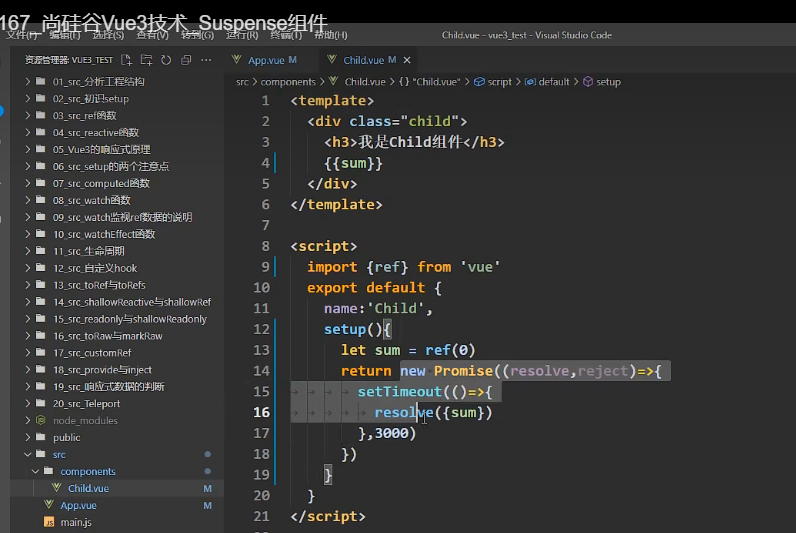 167_尚硅谷Vue3技术_Suspense组件
文件(F) 编辑(E) 选择(S) 查看(V) 转到(G) 运行(R) 终端(T) 帮助(H) Child.vue - vue3_test - Visual Studio Code
资源管理器: VUE3_TEST
App.vue M Child.vue M ×
src > components > Child.vue > {} "Child.vue" > script > default > setup
01_src_分析工程结构
02_src_初识setup
03_src_ref函数
04_src_reactive函数
05_Vue3的响应式原理
06_src_setup的两个注意点
07_src_computed函数
08_src_watch函数
09_src_watch监视ref数据的说明
10_src_watchEffect函数
11_src_生命周期
12_src_自定义hook
13_src_toRef与toRefs
14_src_shallowReactive与shallowRef
15_src_readonly与shallowReadonly
16_src_toRaw与markRaw
17_src_customRef
18_src_provide与inject
19_src_响应式数据的判断
20_src_Teleport
node_modules
public
src
components
Child.vue M
App.vue M
main.js
1 <template>
2 <div class="child">
3 <h3>我是Child组件</h3>
4 {{sum}}
5 </div>
6 </template>
7
8 <script>
9 import {ref} from 'vue'
10 export default {
11 name:'Child',
12 setup(){
13 let sum = ref(0)
14 return new Promise((resolve,reject)=>{
15 setTimeout(()=>{
16 resolve({sum})
17 },3000)
18 })
19 }
20 }
21 </script>